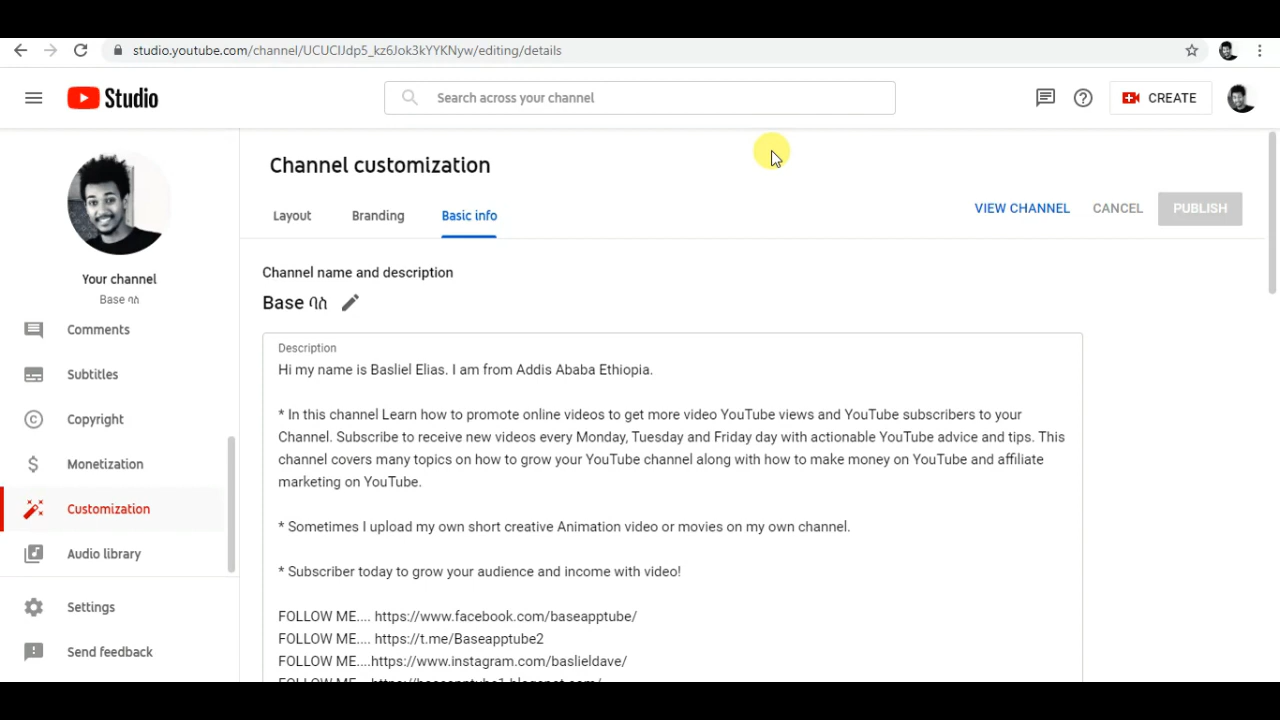 studio.youtube.com/channel/UCUCIJdp5_kz6Jok3kYYKNyw/editing/details
Studio
Search across your channel
CREATE
Your channel
Base ባስ
Comments
Subtitles
Copyright
Monetization
Customization
Audio library
Settings
Send feedback
Channel customization
Layout
Branding
Basic info
VIEW CHANNEL
CANCEL
PUBLISH
Channel name and description
Base ባስ
Description
Hi my name is Basliel Elias. I am from Addis Ababa Ethiopia.
* In this channel Learn how to promote online videos to get more video YouTube views and YouTube subscribers to your
Channel. Subscribe to receive new videos every Monday, Tuesday and Friday day with actionable YouTube advice and tips. This
channel covers many topics on how to grow your YouTube channel along with how to make money on YouTube and affiliate
marketing on YouTube.
* Sometimes I upload my own short creative Animation video or movies on my own channel.
* Subscriber today to grow your audience and income with video!
FOLLOW ME.... https://www.facebook.com/baseapptube/
FOLLOW ME.... https://t.me/Baseapptube2
FOLLOW ME....https://www.instagram.com/baslieldave/
FOLLOW ME....https://baseapptube1.blogspot.com/